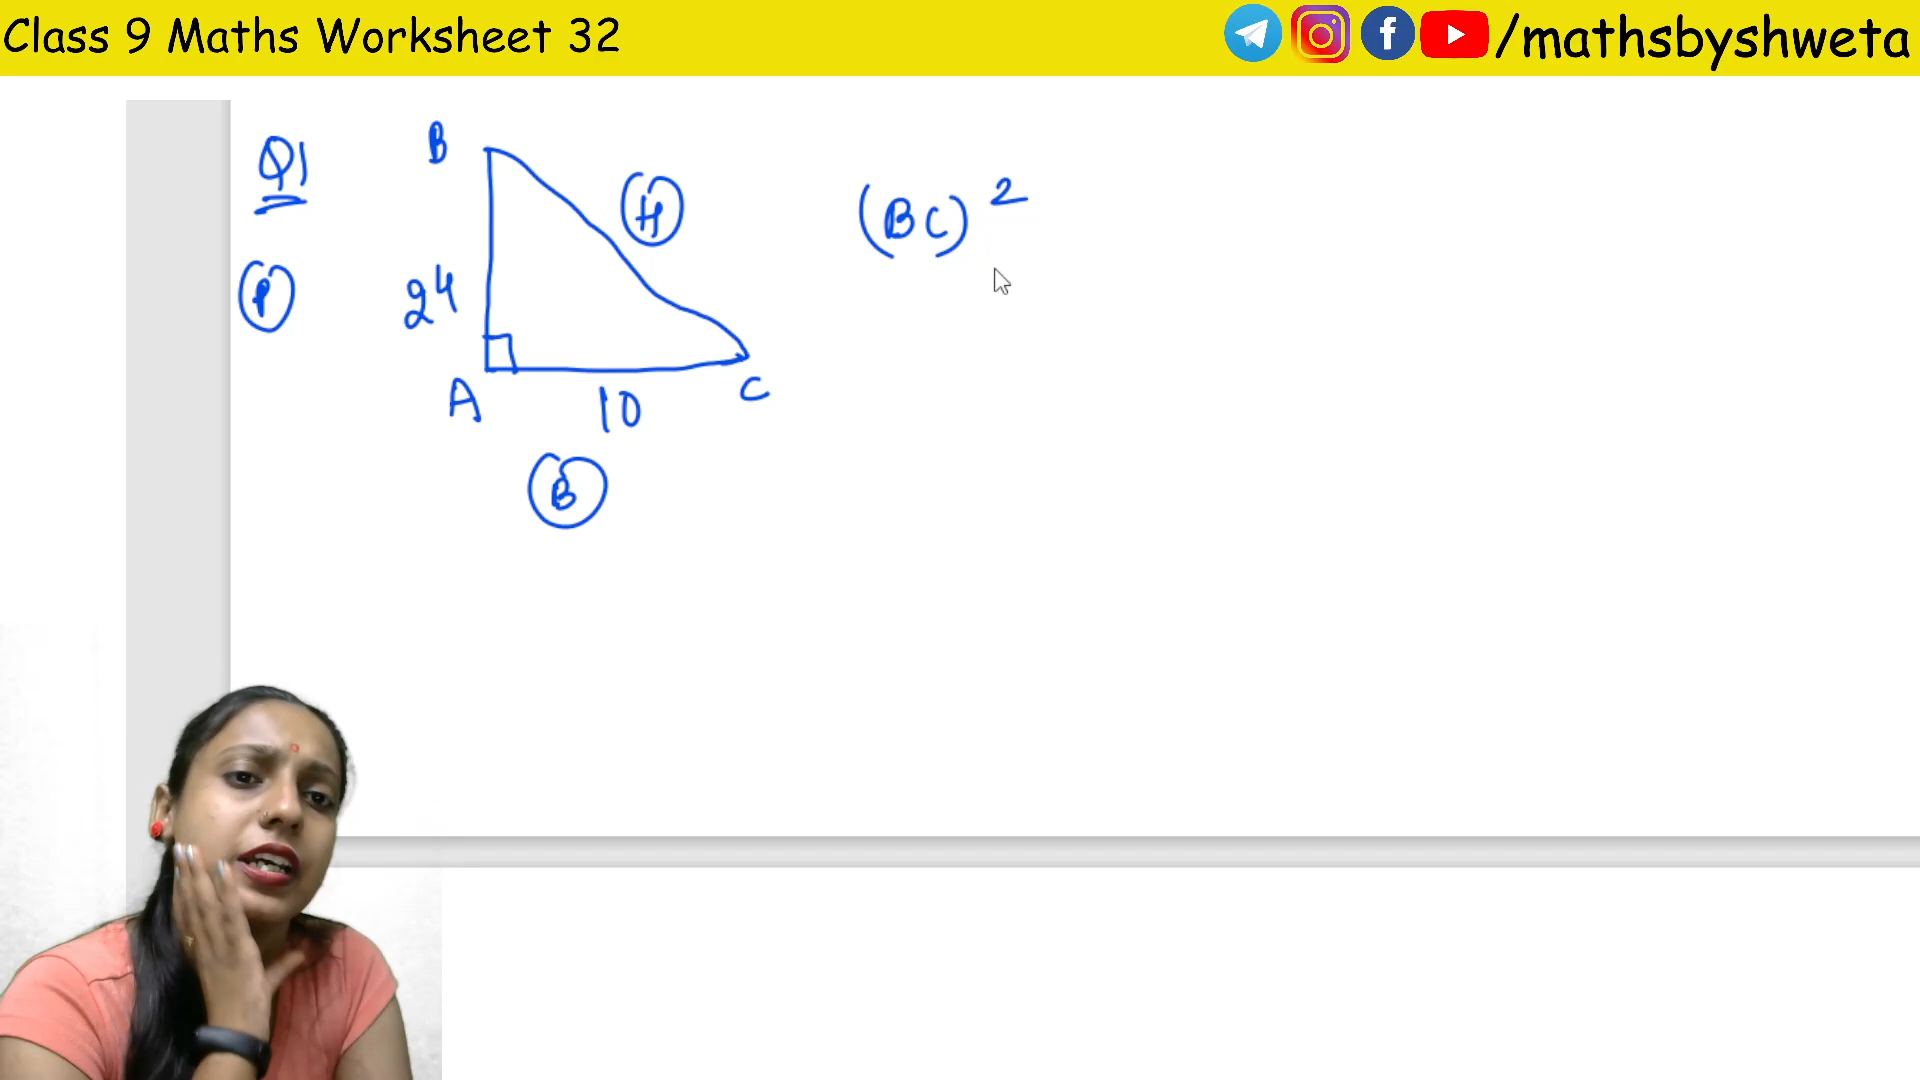 Class 9 Maths Worksheet 32
/mathsbyshweta
Q1
B
H
(BC)²
P
24
A
10
C
B